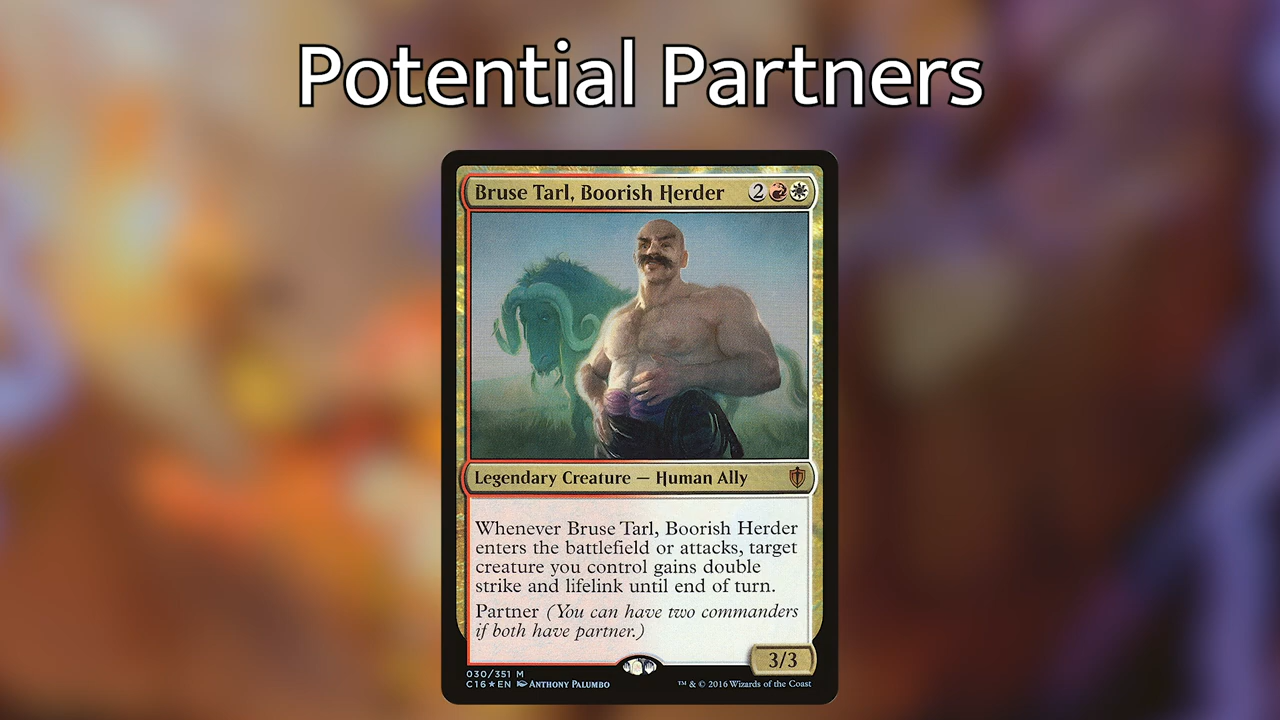 Potential Partners
Bruse Tarl, Boorish Herder 2
Legendary Creature — Human Ally
Whenever Bruse Tarl, Boorish Herder
enters the battlefield or attacks, target
creature you control gains double
strike and lifelink until end of turn.
Partner (You can have two commanders
if both have partner.)
3/3
030/351 M
C16★EN ANTHONY PALUMBO
™ & © 2016 Wizards of the Coast